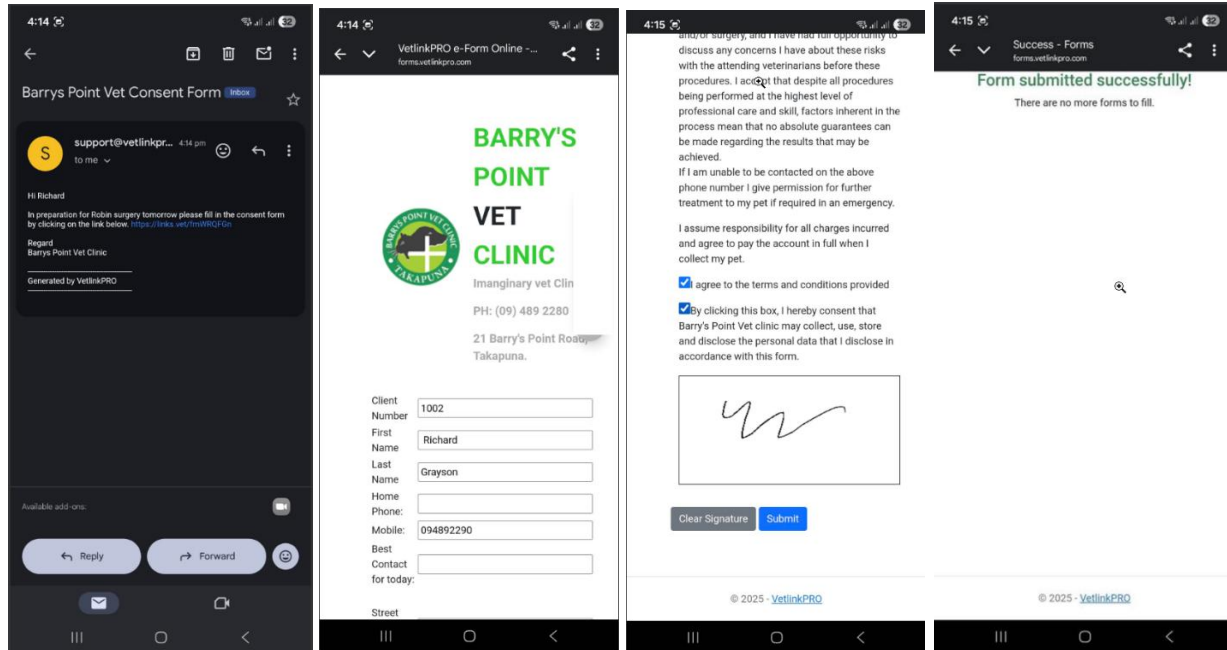 4:14
32
Barrys Point Vet Consent Form Inbox
S
support@vetlinkpr... 4:14 pm
to me
Hi Richard
In preparation for Robin surgery tomorrow please fill in the consent form
by clicking on the link below. https://links.vet/fmWRQFGn
Regard
Barrys Point Vet Clinic
Generated by VetlinkPRO
Available add-ons:
Reply
Forward
4:14
32
VetlinkPRO e-Form Online -...
forms.vetlinkpro.com
BARRY'S
POINT
VET
CLINIC
BARRYS POINT VET CLINIC
TAKAPUNA
Imanginary vet Clin
PH: (09) 489 2280
21 Barry's Point Road,
Takapuna.
Client
Number
1002
First
Name
Richard
Last
Name
Grayson
Home
Phone:
Mobile:
094892290
Best
Contact
for today:
Street
4:15
32
and/or surgery, and I have had full opportunity to
discuss any concerns I have about these risks
with the attending veterinarians before these
procedures. I accept that despite all procedures
being performed at the highest level of
professional care and skill, factors inherent in the
process mean that no absolute guarantees can
be made regarding the results that may be
achieved.
If I am unable to be contacted on the above
phone number I give permission for further
treatment to my pet if required in an emergency.
I assume responsibility for all charges incurred
and agree to pay the account in full when I
collect my pet.
I agree to the terms and conditions provided
By clicking this box, I hereby consent that
Barry's Point Vet clinic may collect, use, store
and disclose the personal data that I disclose in
accordance with this form.
Clear Signature
Submit
© 2025 - VetlinkPRO
4:15
32
Success - Forms
forms.vetlinkpro.com
Form submitted successfully!
There are no more forms to fill.
© 2025 - VetlinkPRO